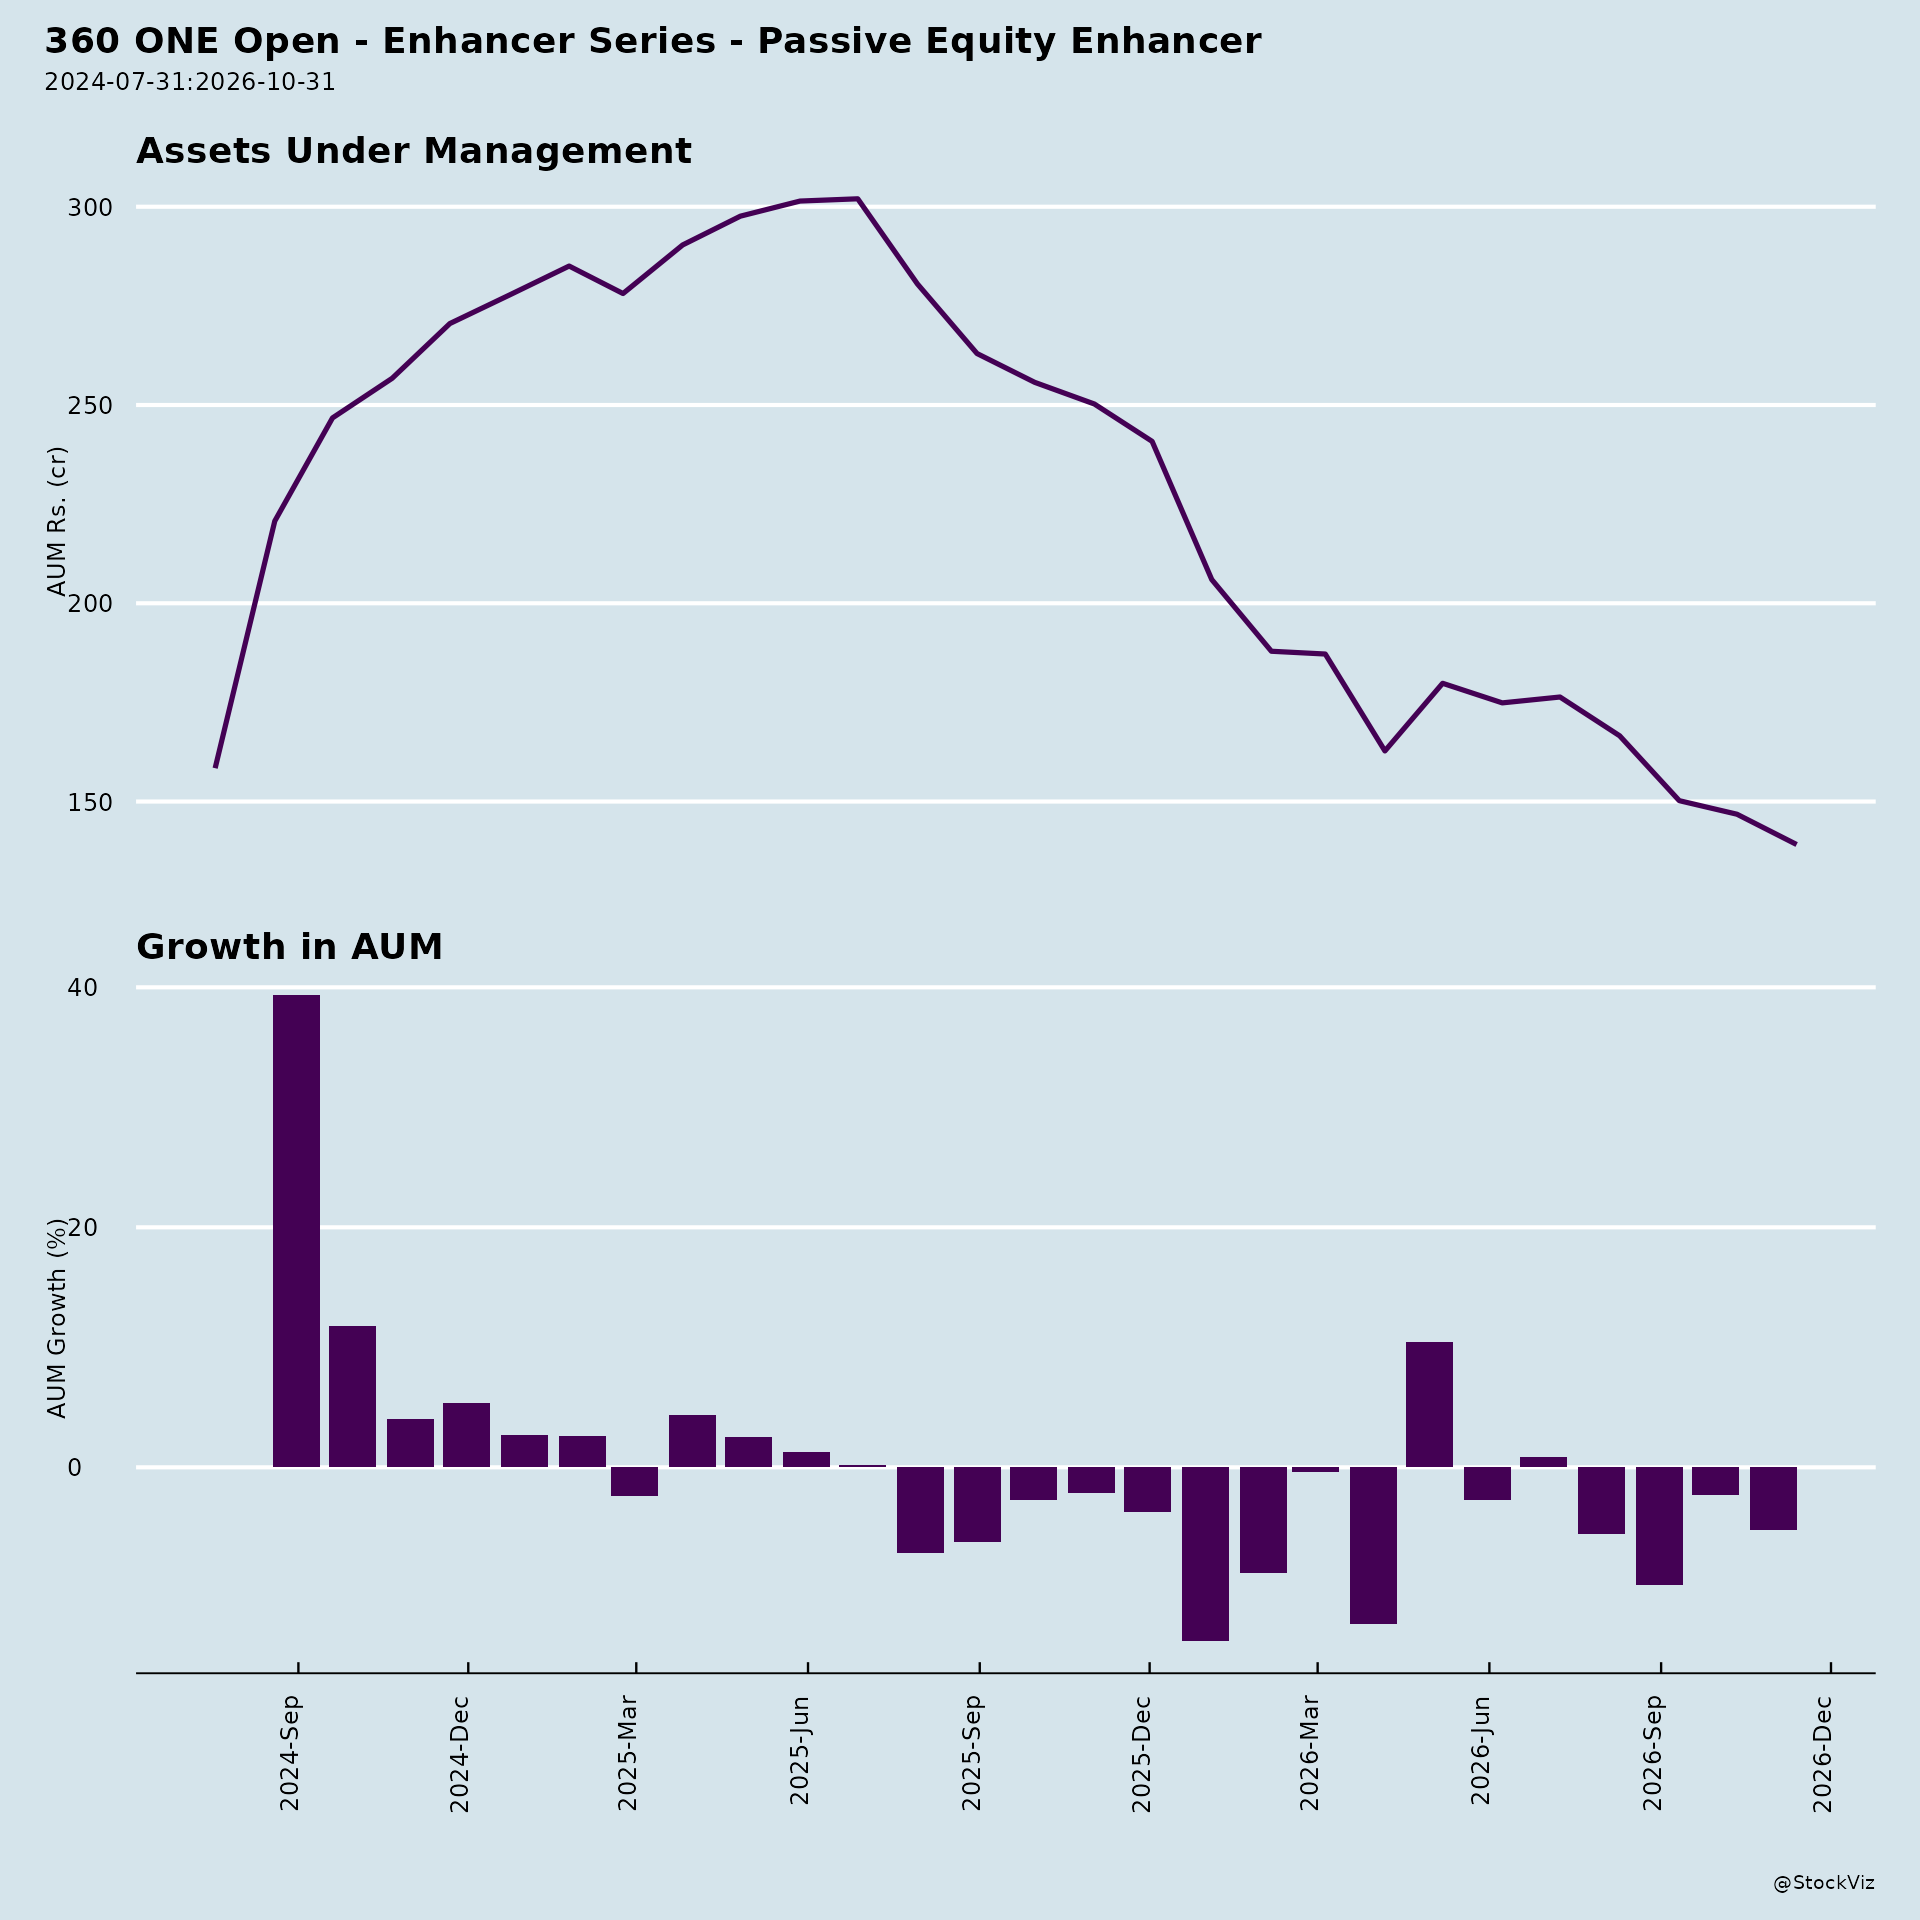 360 ONE Open - Enhancer Series - Passive Equity Enhancer
2024-07-31:2026-10-31
Assets Under Management
AUM Rs. (cr)
300
250
200
150
Growth in AUM
AUM Growth (%)
40
20
0
2024-Sep
2024-Dec
2025-Mar
2025-Jun
2025-Sep
2025-Dec
2026-Mar
2026-Jun
2026-Sep
2026-Dec
@StockViz